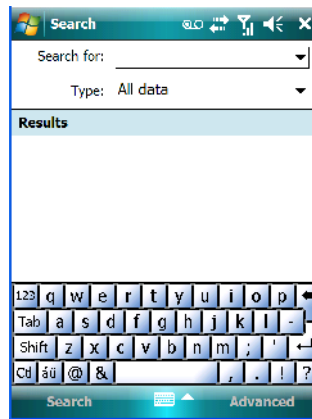 Search
Search for:
Type: All data
Results
123 q w e r t y u i o p
Tab a s d f g h j k l -
Shift z x c v b n m ; '
Ctl áü @ & , . ! ?
Search Advanced